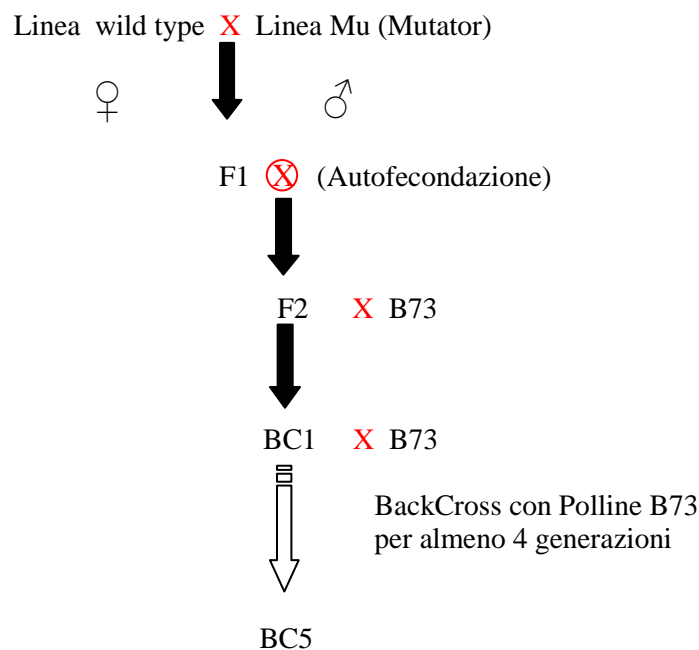 Linea wild type X Linea Mu (Mutator)
♀ ♂
F1 X (Autofecondazione)
F2 X B73
BC1 X B73
BackCross con Polline B73
per almeno 4 generazioni
BC5